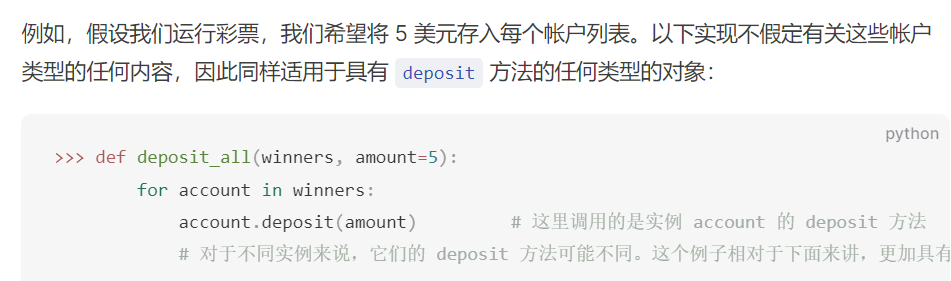 例如，假设我们运行彩票，我们希望将 5 美元存入每个帐户列表。以下实现不假定有关这些帐户
类型的任何内容，因此同样适用于具有 deposit 方法的任何类型的对象：
python
>>> def deposit_all(winners, amount=5):
        for account in winners:
            account.deposit(amount)         # 这里调用的是实例 account 的 deposit 方法
            # 对于不同实例来说，它们的 deposit 方法可能不同。这个例子相对于下面来讲，更加具有